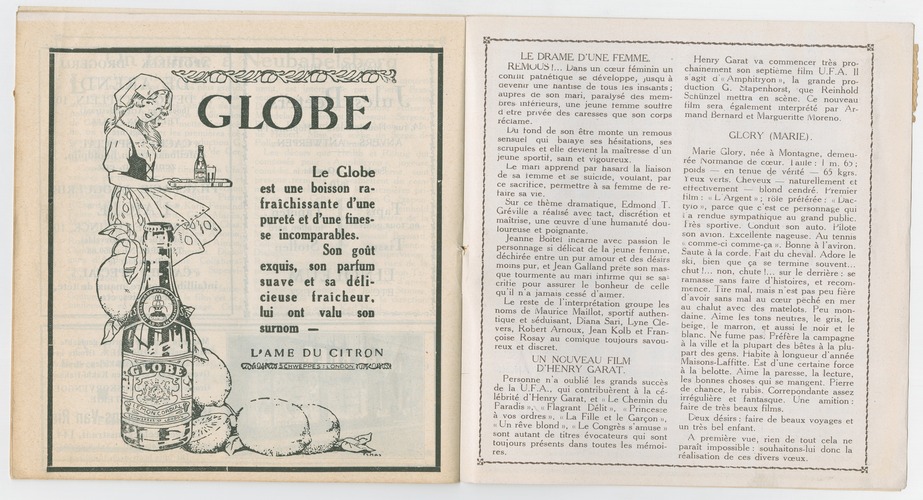 GLOBE
Le Globe
est une boisson ra-
fraîchissante d'une
pureté et d'une fines-
se incomparables.
Son goût
exquis, son parfum
suave et sa déli-
cieuse fraicheur,
lui ont valu son
surnom —
L'AME DU CITRON
SCHWEPPES LONDON
GLOBE
LE DRAME D'UNE FEMME.
REMOUS!... Dans un cœur féminin un
conflit pathétique se développe, jusqu'à
devenir une hantise de tous les instants;
auprès de son mari, paralysé des mem-
bres inférieurs, une jeune femme souffre
d'être privée des caresses que son corps
réclame.
Du fond de son être monte un remous
sensuel qui balaye ses hésitations, ses
scrupules et elle devient la maîtresse d'un
jeune sportif, sain et vigoureux.
Le mari apprend par hasard la liaison
de sa femme et se suicide, voulant, par
ce sacrifice, permettre à sa femme de re-
faire sa vie.
Sur ce thème dramatique, Edmond T.
Gréville a réalisé avec tact, discrétion et
maîtrise, une œuvre d'une humanité dou-
loureuse et poignante.
Jeanne Boitel incarne avec passion le
personnage si délicat de la jeune femme,
déchirée entre un pur amour et des désirs
moins pur, et Jean Galland prête son mas-
que tourmenté au mari infirme qui se sa-
crifie pour assurer le bonheur de celle
qu'il n'a jamais cessé d'aimer.
Le reste de l'interprétation groupe les
noms de Maurice Maillot, sportif authen-
tique et séduisant, Diana Sari, Lyne Cle-
vers, Robert Arnoux, Jean Kolb et Fran-
çoise Rosay au comique toujours savou-
reux et discret.
UN NOUVEAU FILM
D'HENRY GARAT.
Personne n'a oublié les grands succès
de la U.F.A., qui contribuèrent à la cé-
lébrité d'Henry Garat, et « Le Chemin du
Paradis », « Flagrant Délit », « Princesse
à vos ordres », « La Fille et le Garçon »,
« Un rêve blond », « Le Congrès s'amuse »
sont autant de titres évocateurs qui sont
toujours présents dans toutes les mémoi-
res.
Henry Garat va commencer très pro-
chainement son septième film U.F.A. Il
s'agit d'« Amphitryon », la grande pro-
duction G. Stapenhorst, que Reinhold
Schünzel mettra en scène. Ce nouveau
film sera également interprété par Ar-
mand Bernard et Margueritte Moreno.
GLORY (MARIE).
Marie Glory, née à Montagne, demeu-
rée Normande de cœur. Taille: 1 m. 65;
poids — en tenue de vérité — 65 kgrs.
Yeux verts. Cheveux — naturellement et
effectivement — blond cendré. Premier
film: « L'Argent »; rôle préférée: « Dac-
tylo », parce que c'est ce personnage qui
l'a rendue sympathique au grand public.
Très sportive. Conduit son auto. Pilote
son avion. Excellente nageuse. Au tennis
« comme-ci comme-ça ». Bonne à l'aviron.
Saute à la corde. Fait du cheval. Adore le
ski, bien que ça se termine souvent...
chut!... non, chute!... sur le derrière: se
ramasse sans faire d'histoires, et recom-
mence. Tire mal, mais n'est pas peu fière
d'avoir sans mal au cœur peché en mer
au chalut avec des matelots. Peu mon-
daine. Aime les tons neutres, le gris, le
beige, le marron, et aussi le noir et le
blanc. Ne fume pas. Préfère la campagne
à la ville et la plupart des bêtes à la plu-
part des gens. Habite à longueur d'année
Maisons-Laffitte. Est d'une certaine force
à la belotte. Aime la paresse, la lecture,
les bonnes choses qui se mangent. Pierre
de chance, le rubis. Correpondante assez
irrégulière et fantasque. Une amition:
faire de très beaux films.
Deux désirs: faire de beaux voyages et
un très bel enfant.
A première vue, rien de tout cela ne
paraît impossible: souhaitons-lui donc la
réalisation de ces divers vœux.